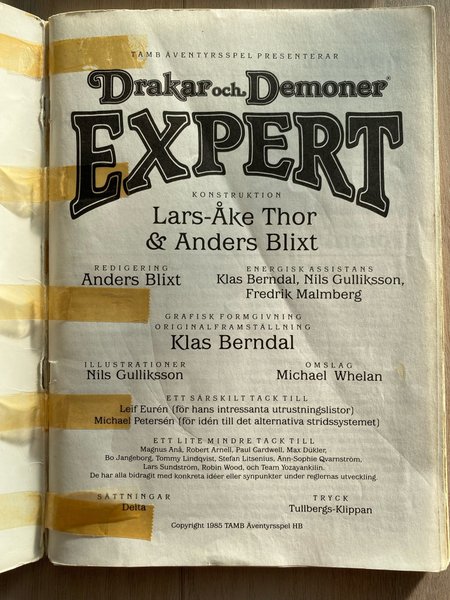 TAMB ÄVENTYRSSPEL PRESENTERAR
Drakar och Demoner
EXPERT
KONSTRUKTION
Lars-Åke Thor
& Anders Blixt
REDIGERING
Anders Blixt
ENERGISK ASSISTANS
Klas Berndal, Nils Gulliksson,
Fredrik Malmberg
GRAFISK FORMGIVNING
ORIGINALFRAMSTÄLLNING
Klas Berndal
ILLUSTRATIONER
Nils Gulliksson
OMSLAG
Michael Whelan
ETT SÄRSKILT TACK TILL
Leif Eurén (för hans intressanta utrustningslistor)
Michael Petersén (för idén till det alternativa stridssystemet)
ETT LITE MINDRE TACK TILL
Magnus Anå, Robert Arnell, Paul Cardwell, Max Dükler,
Bo Jangeborg, Tommy Lindqvist, Stefan Litsenius, Ann-Sophie Qvarnström,
Lars Sundström, Robin Wood, och Team Yozayankilin.
De har alla bidragit med konkreta idéer eller synpunkter under reglernas utveckling.
SÄTTNINGAR
Delta
TRYCK
Tullbergs-Klippan
Copyright 1985 TAMB Äventyrsspel HB